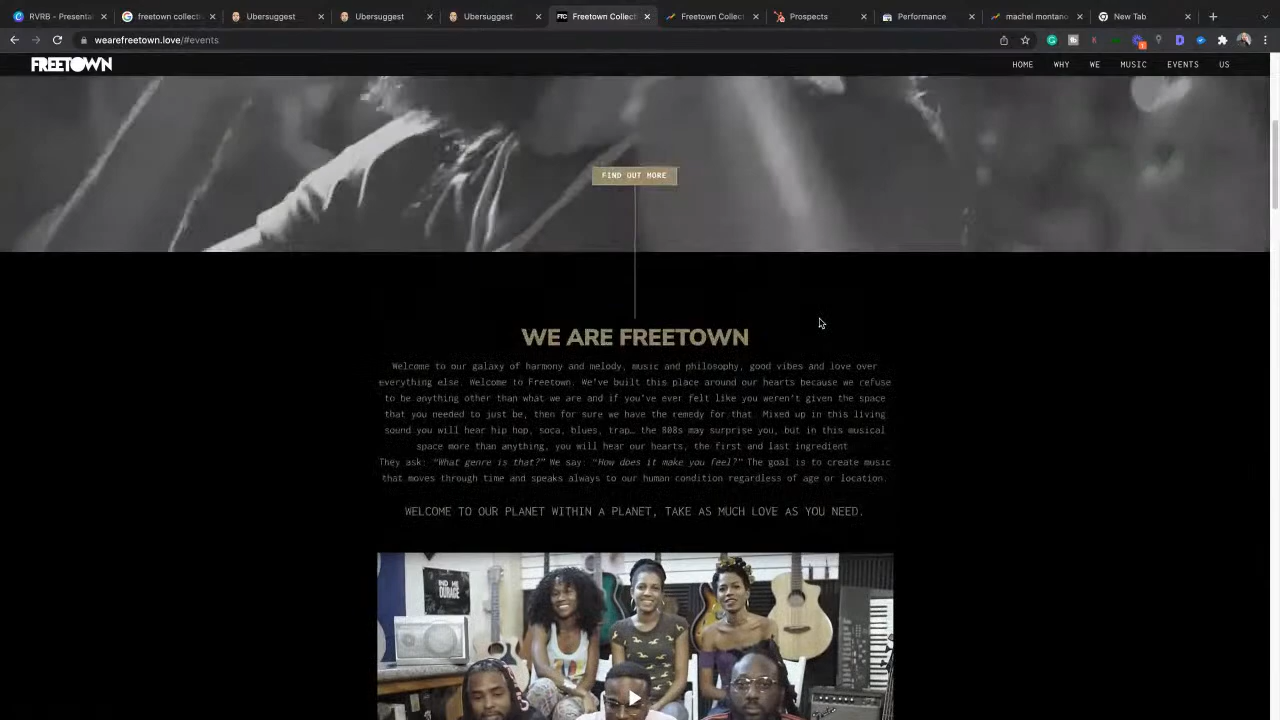 RVRB - Presenta
freetown collecti
Ubersuggest
Ubersuggest
Ubersuggest
FTC
Freetown Collect
Freetown Collec
Prospects
Performance
machel montano
New Tab
wearefreetown.love/#events
FREETOWN
HOME WHY WE MUSIC EVENTS US
FIND OUT MORE
WE ARE FREETOWN
Welcome to our galaxy of harmony and melody, music and philosophy, good vibes and love over
everything else. Welcome to Freetown. We've built this place around our hearts because we refuse
to be anything other than what we are and if you've ever felt like you weren't given the space
that you needed to just be, then for sure we have the remedy for that. Mixed up in this living
sound you will hear hip hop, soca, blues, trap… the 808s may surprise you, but in this musical
space more than anything, you will hear our hearts, the first and last ingredient.
They ask: “What genre is that?” We say: “How does it make you feel?” The goal is to create music
that moves through time and speaks always to our human condition regardless of age or location.
WELCOME TO OUR PLANET WITHIN A PLANET, TAKE AS MUCH LOVE AS YOU NEED.